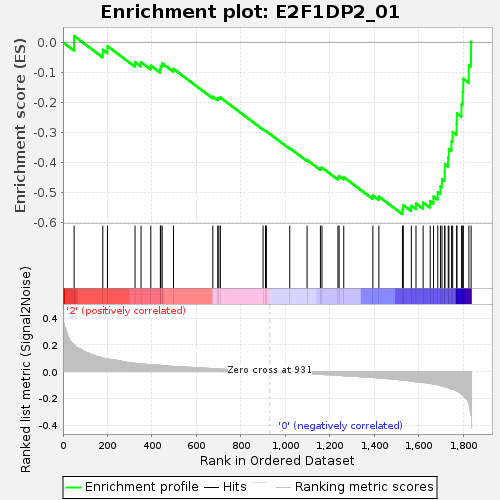 Enrichment plot: E2F1DP2_01
Enrichment score (ES)
0.0
-0.1
-0.2
-0.3
-0.4
-0.5
-0.6
'2' (positively correlated)
Ranked list metric (Signal2Noise)
0.4
0.2
0.0
-0.2
-0.4
Zero cross at 931
'0' (negatively correlated)
0 200 400 600 800 1,000 1,200 1,400 1,600 1,800
Rank in Ordered Dataset
Enrichment profile Hits Ranking metric scores